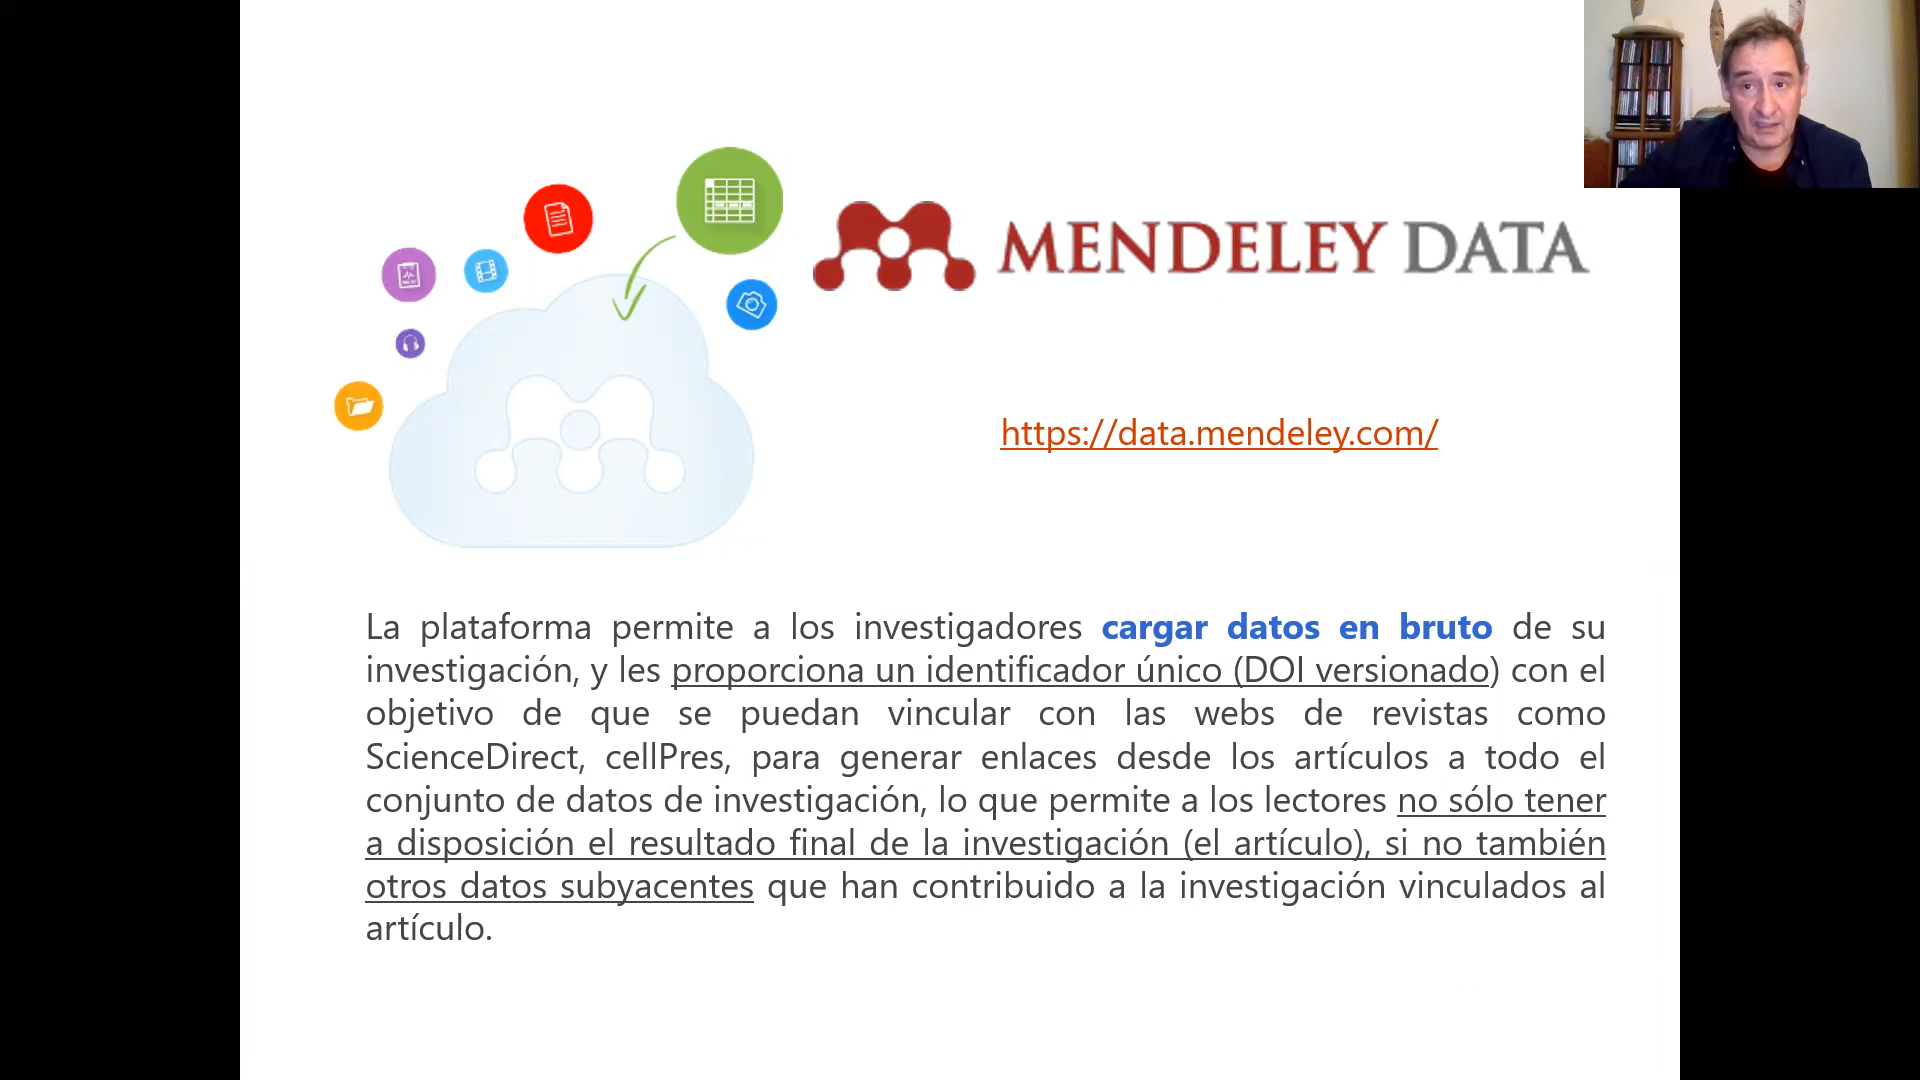 MENDELEY DATA
https://data.mendeley.com/
La plataforma permite a los investigadores cargar datos en bruto de su
investigación, y les proporciona un identificador único (DOI versionado) con el
objetivo de que se puedan vincular con las webs de revistas como
ScienceDirect, cellPres, para generar enlaces desde los artículos a todo el
conjunto de datos de investigación, lo que permite a los lectores no sólo tener
a disposición el resultado final de la investigación (el artículo), si no también
otros datos subyacentes que han contribuido a la investigación vinculados al
artículo.